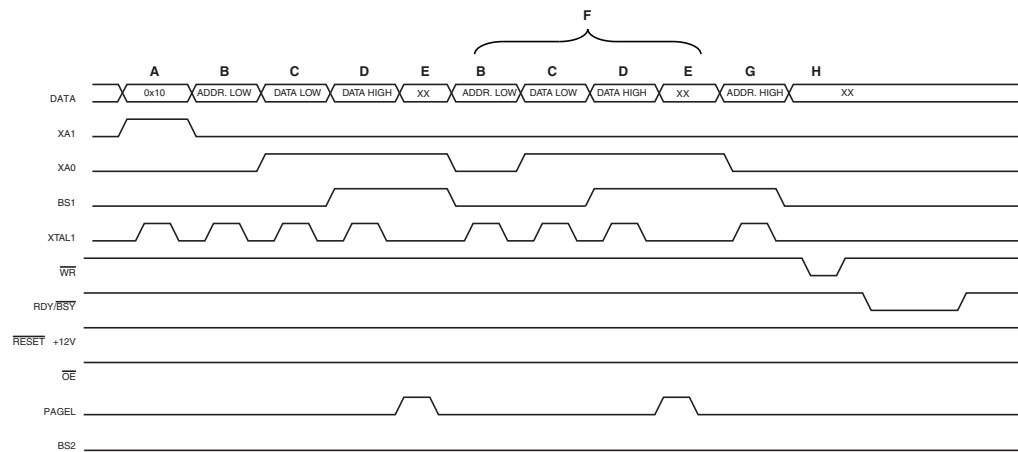 F
A B C D E B C D E G H
DATA 0x10 ADDR. LOW DATA LOW DATA HIGH XX ADDR. LOW DATA LOW DATA HIGH XX ADDR. HIGH XX
XA1
XA0
BS1
XTAL1
WR
RDY/BSY
RESET +12V
OE
PAGEL
BS2